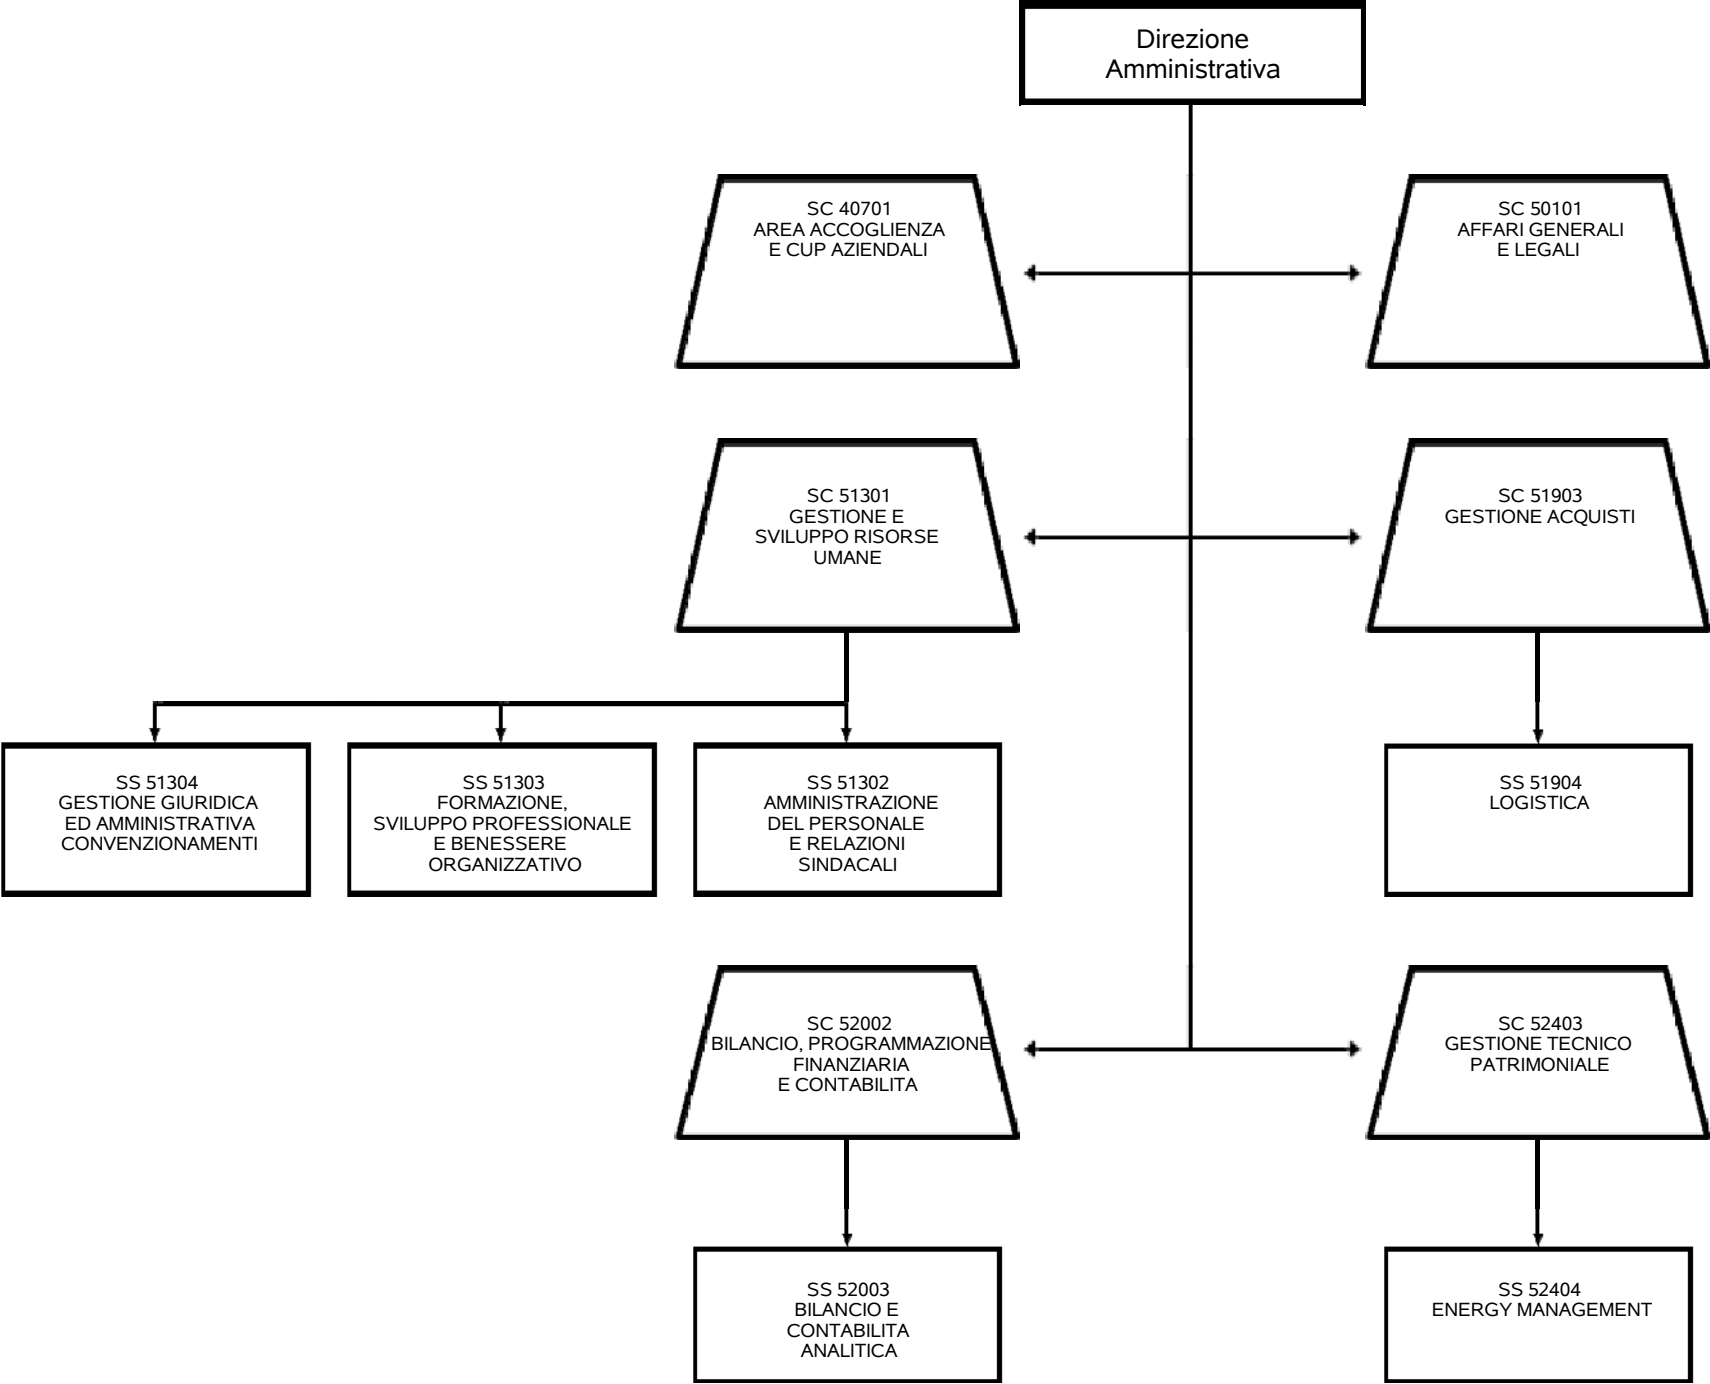 Direzione
Amministrativa
SC 40701
AREA ACCOGLIENZA
E CUP AZIENDALI
SC 50101
AFFARI GENERALI
E LEGALI
SC 51301
GESTIONE E
SVILUPPO RISORSE
UMANE
SC 51903
GESTIONE ACQUISTI
SS 51304
GESTIONE GIURIDICA
ED AMMINISTRATIVA
CONVENZIONAMENTI
SS 51303
FORMAZIONE,
SVILUPPO PROFESSIONALE
E BENESSERE
ORGANIZZATIVO
SS 51302
AMMINISTRAZIONE
DEL PERSONALE
E RELAZIONI
SINDACALI
SS 51904
LOGISTICA
SC 52002
BILANCIO, PROGRAMMAZIONE
FINANZIARIA
E CONTABILITA
SC 52403
GESTIONE TECNICO
PATRIMONIALE
SS 52003
BILANCIO E
CONTABILITA
ANALITICA
SS 52404
ENERGY MANAGEMENT